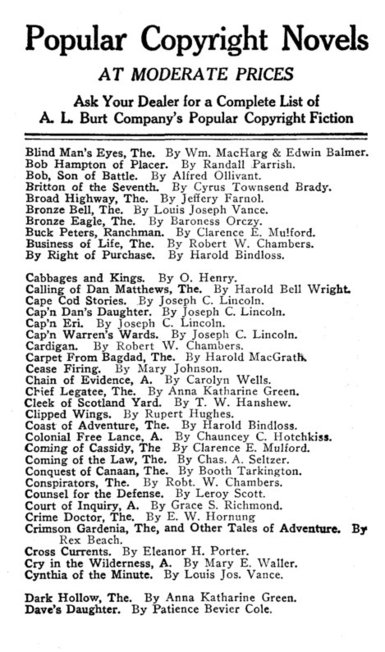 Popular Copyright Novels
AT MODERATE PRICES
Ask Your Dealer for a Complete List of
A. L. Burt Company's Popular Copyright Fiction
Blind Man's Eyes, The. By Wm. MacHarg & Edwin Balmer.
Bob Hampton of Placer. By Randall Parrish.
Bob, Son of Battle. By Alfred Ollivant.
Britton of the Seventh. By Cyrus Townsend Brady.
Broad Highway, The. By Jeffery Farnol.
Bronze Bell, The. By Louis Joseph Vance.
Bronze Eagle, The. By Baroness Orczy.
Buck Peters, Ranchman. By Clarence E. Mulford.
Business of Life, The. By Robert W. Chambers.
By Right of Purchase. By Harold Bindloss.
Cabbages and Kings. By O. Henry.
Calling of Dan Matthews, The. By Harold Bell Wright.
Cape Cod Stories. By Joseph C. Lincoln.
Cap'n Dan's Daughter. By Joseph C. Lincoln.
Cap'n Eri. By Joseph C. Lincoln.
Cap'n Warren's Wards. By Joseph C. Lincoln.
Cardigan. By Robert W. Chambers.
Carpet From Bagdad, The. By Harold MacGrath.
Cease Firing. By Mary Johnson.
Chain of Evidence, A. By Carolyn Wells.
Chief Legatee, The. By Anna Katharine Green.
Cleek of Scotland Yard. By T. W. Hanshew.
Clipped Wings. By Rupert Hughes.
Coast of Adventure, The. By Harold Bindloss.
Colonial Free Lance, A. By Chauncey C. Hotchkiss.
Coming of Cassidy, The By Clarence E. Mulford.
Coming of the Law, The. By Chas. A. Seltzer.
Conquest of Canaan, The. By Booth Tarkington.
Conspirators, The. By Robt. W. Chambers.
Counsel for the Defense. By Leroy Scott.
Court of Inquiry, A. By Grace S. Richmond.
Crime Doctor, The. By E. W. Hornung
Crimson Gardenia, The, and Other Tales of Adventure. By
Rex Beach.
Cross Currents. By Eleanor H. Porter.
Cry in the Wilderness, A. By Mary E. Waller.
Cynthia of the Minute. By Louis Jos. Vance.
Dark Hollow, The. By Anna Katharine Green.
Dave's Daughter. By Patience Bevier Cole.